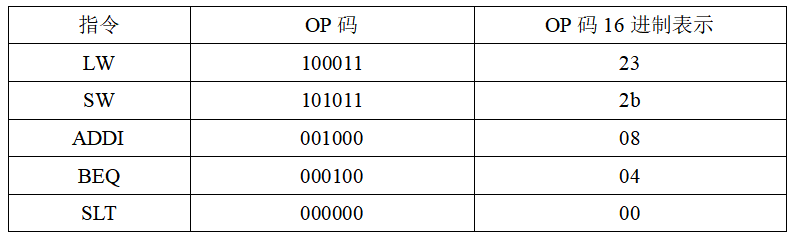 指令 OP 码 OP 码 16 进制表示
LW 100011 23
SW 101011 2b
ADDI 001000 08
BEQ 000100 04
SLT 000000 00